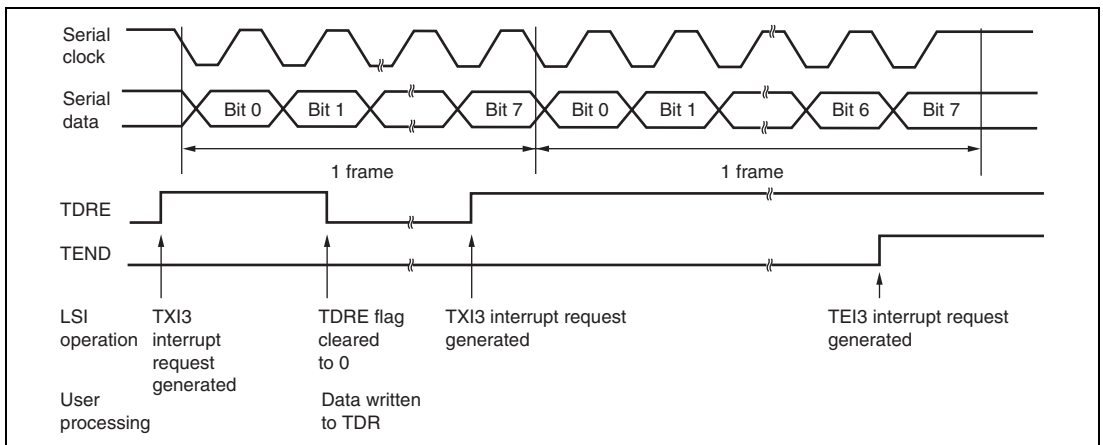 Serial
clock
Serial
data
Bit 0
Bit 1
Bit 7
Bit 0
Bit 1
Bit 6
Bit 7
1 frame
1 frame
TDRE
TEND
LSI
operation
TXI3
interrupt
request
generated
TDRE flag
cleared
to 0
TXI3 interrupt request
generated
TEI3 interrupt request
generated
User
processing
Data written
to TDR